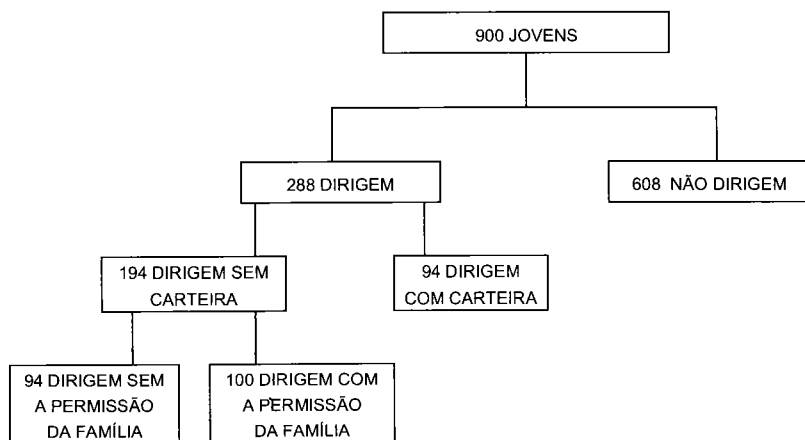 900 JOVENS
288 DIRIGEM
608 NÃO DIRIGEM
194 DIRIGEM SEM
CARTEIRA
94 DIRIGEM
COM CARTEIRA
94 DIRIGEM SEM
A PERMISSÃO
DA FAMÍLIA
100 DIRIGEM COM
A PERMISSÃO
DA FAMÍLIA